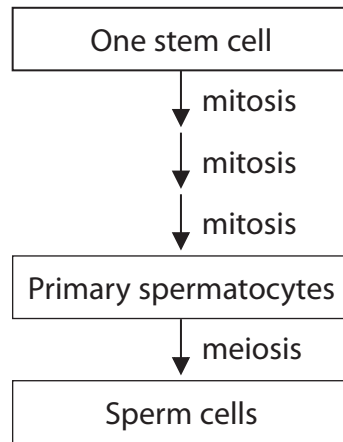 One stem cell
mitosis
mitosis
mitosis
Primary spermatocytes
meiosis
Sperm cells